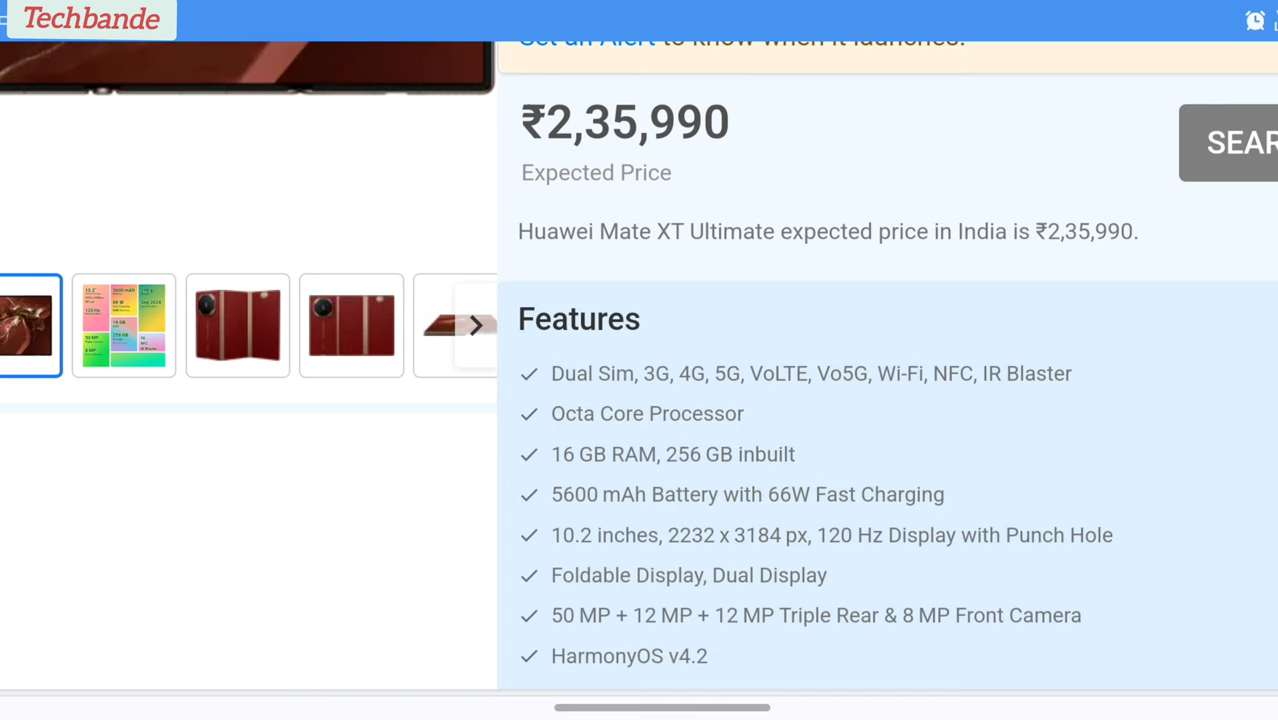 Techbande
Set an Alert to know when it launches.
₹2,35,990
SEAR
Expected Price
Huawei Mate XT Ultimate expected price in India is ₹2,35,990.
Features
Dual Sim, 3G, 4G, 5G, VoLTE, Vo5G, Wi-Fi, NFC, IR Blaster
Octa Core Processor
16 GB RAM, 256 GB inbuilt
5600 mAh Battery with 66W Fast Charging
10.2 inches, 2232 x 3184 px, 120 Hz Display with Punch Hole
Foldable Display, Dual Display
50 MP + 12 MP + 12 MP Triple Rear & 8 MP Front Camera
HarmonyOS v4.2